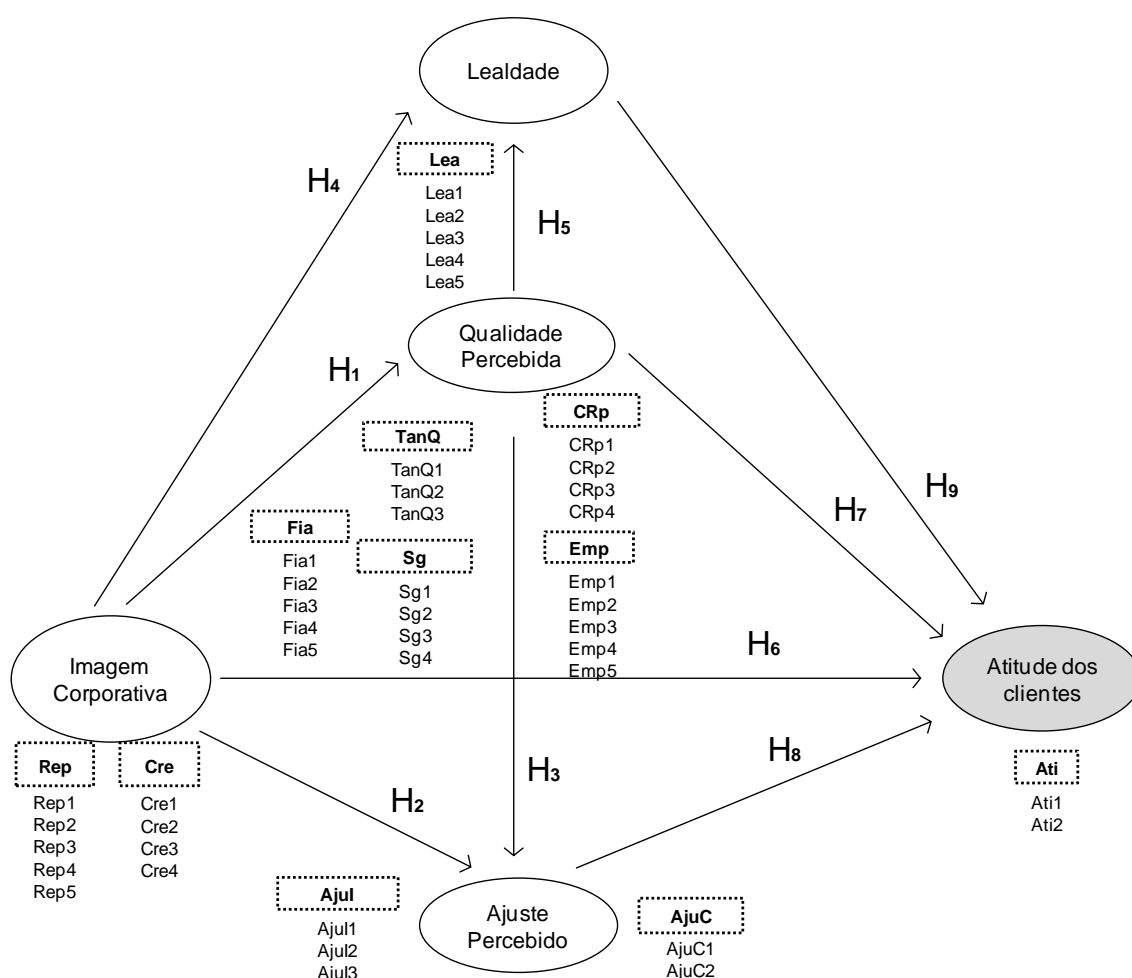 Lealdade
Lea
Lea1
Lea2
Lea3
Lea4
Lea5
H4
H5
Qualidade
Percebida
H1
CRp
CRp1
CRp2
CRp3
CRp4
TanQ
TanQ1
TanQ2
TanQ3
H9
H7
Fia
Fia1
Fia2
Fia3
Fia4
Fia5
Sg
Sg1
Sg2
Sg3
Sg4
Emp
Emp1
Emp2
Emp3
Emp4
Emp5
H6
Imagem
Corporativa
Atitude dos
clientes
Rep
Rep1
Rep2
Rep3
Rep4
Rep5
Cre
Cre1
Cre2
Cre3
Cre4
H2
H3
H8
Ati
Ati1
Ati2
AjuI
AjuI1
AjuI2
AjuI3
Ajuste
Percebido
AjuC
AjuC1
AjuC2